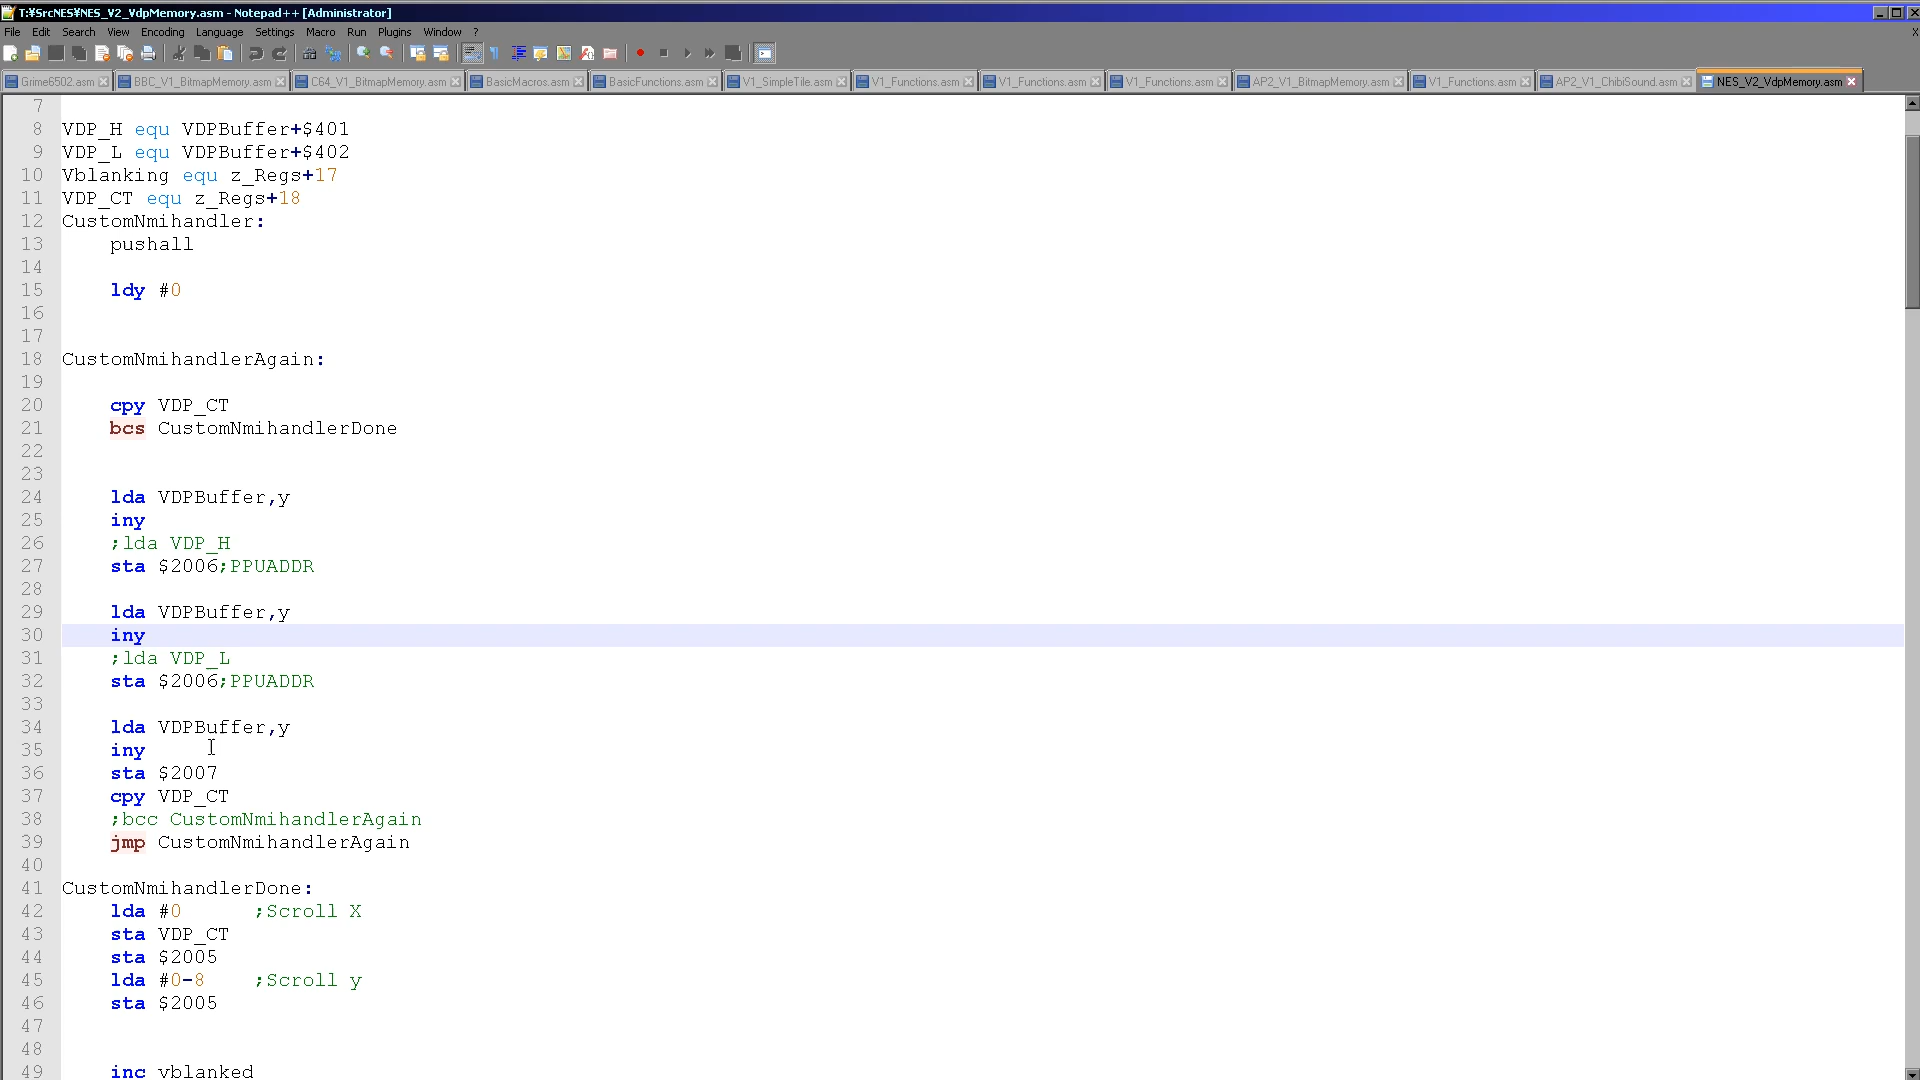 T:¥SrcNES¥NES_V2_VdpMemory.asm - Notepad++ [Administrator]
File Edit Search View Encoding Language Settings Macro Run Plugins Window ? X
Grime6502.asm BBC_V1_BitmapMemory.asm C64_V1_BitmapMemory.asm BasicMacros.asm BasicFunctions.asm V1_SimpleTile.asm V1_Functions.asm V1_Functions.asm V1_Functions.asm AP2_V1_BitmapMemory.asm V1_Functions.asm AP2_V1_ChibiSound.asm NES_V2_VdpMemory.asm
7
8 VDP_H equ VDPBuffer+$401
9 VDP_L equ VDPBuffer+$402
10 Vblanking equ z_Regs+17
11 VDP_CT equ z_Regs+18
12 CustomNmihandler:
13 pushall
14
15 ldy #0
16
17
18 CustomNmihandlerAgain:
19
20 cpy VDP_CT
21 bcs CustomNmihandlerDone
22
23
24 lda VDPBuffer,y
25 iny
26 ;lda VDP_H
27 sta $2006;PPUADDR
28
29 lda VDPBuffer,y
30 iny
31 ;lda VDP_L
32 sta $2006;PPUADDR
33
34 lda VDPBuffer,y
35 iny
36 sta $2007
37 cpy VDP_CT
38 ;bcc CustomNmihandlerAgain
39 jmp CustomNmihandlerAgain
40
41 CustomNmihandlerDone:
42 lda #0 ;Scroll X
43 sta VDP_CT
44 sta $2005
45 lda #0-8 ;Scroll y
46 sta $2005
47
48
49 inc vblanked